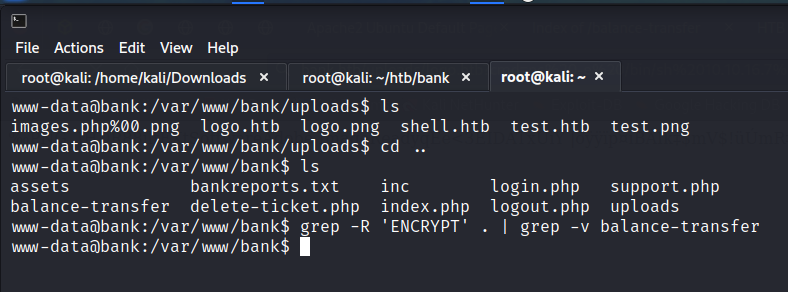 File Actions Edit View Help
root@kali: /home/kali/Downloads × root@kali: ~/htb/bank × root@kali: ~ ×
www-data@bank:/var/www/bank/uploads$ ls
images.php%00.png logo.htb logo.png shell.htb test.htb test.png
www-data@bank:/var/www/bank/uploads$ cd ..
www-data@bank:/var/www/bank$ ls
assets bankreports.txt inc login.php support.php
balance-transfer delete-ticket.php index.php logout.php uploads
www-data@bank:/var/www/bank$ grep -R 'ENCRYPT' . | grep -v balance-transfer
www-data@bank:/var/www/bank$